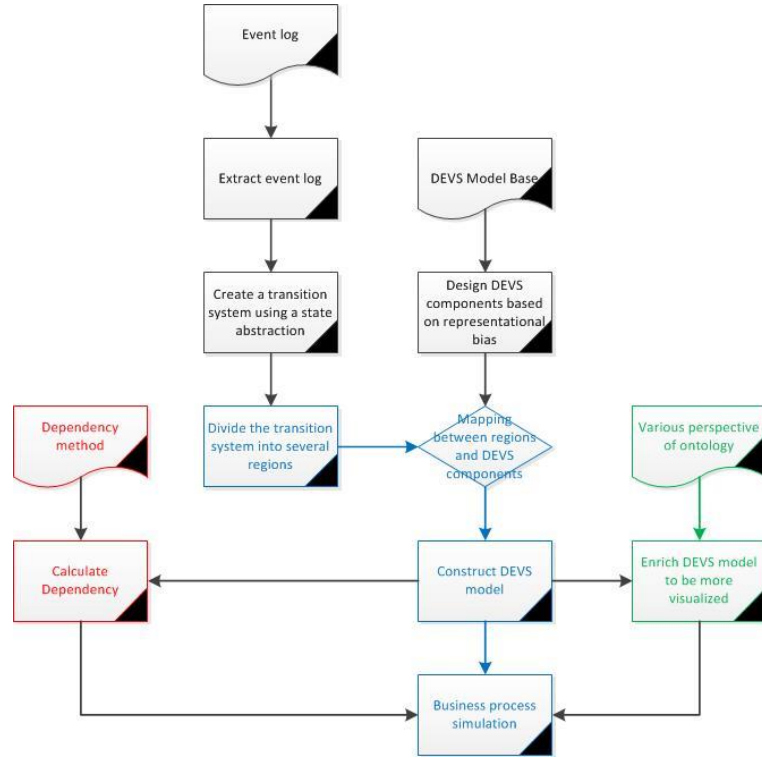 Event log
Extract event log
DEVS Model Base
Create a transition
system using a state
abstraction
Design DEVS
components based
on representational
bias
Dependency
method
Divide the transition
system into several
regions
Mapping
between regions
and DEVS
components
Various perspective
of ontology
Calculate
Dependency
Construct DEVS
model
Enrich DEVS model
to be more
visualized
Business process
simulation